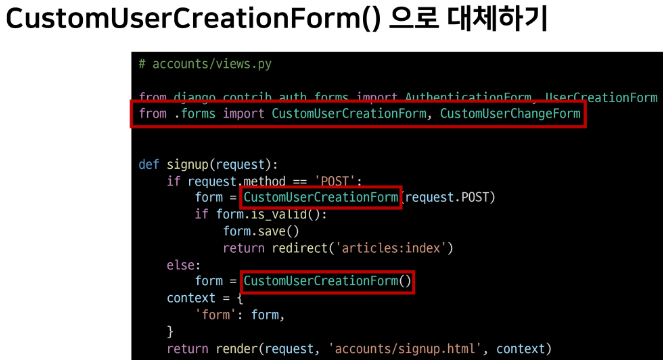 CustomUserCreationForm() 으로 대체하기
# accounts/views.py
from django.contrib.auth.forms import AuthenticationForm, UserCreationForm
from .forms import CustomUserCreationForm, CustomUserChangeForm
def signup(request):
    if request.method == 'POST':
        form = CustomUserCreationForm(request.POST)
        if form.is_valid():
            form.save()
            return redirect('articles:index')
    else:
        form = CustomUserCreationForm()
    context = {
        'form': form,
    }
    return render(request, 'accounts/signup.html', context)